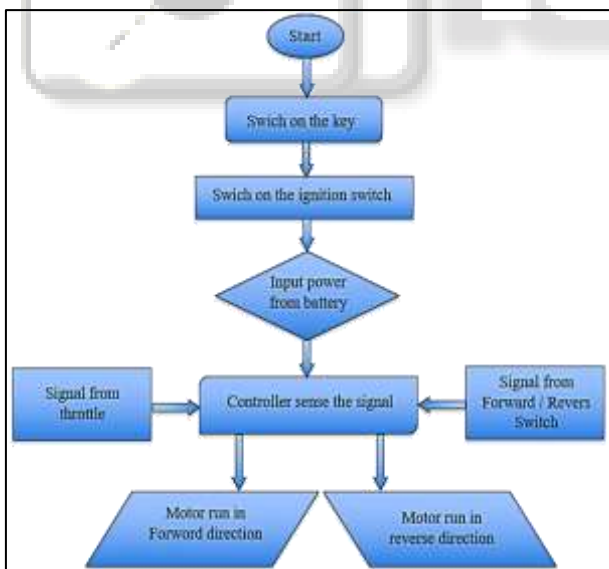 Start
Swich on the key
Swich on the ignition switch
Input power
from battery
Signal from
throttle
Controller sense the signal
Signal from
Forward / Revers
Switch
Motor run in
Forword direction
Motor run in
reverse direction